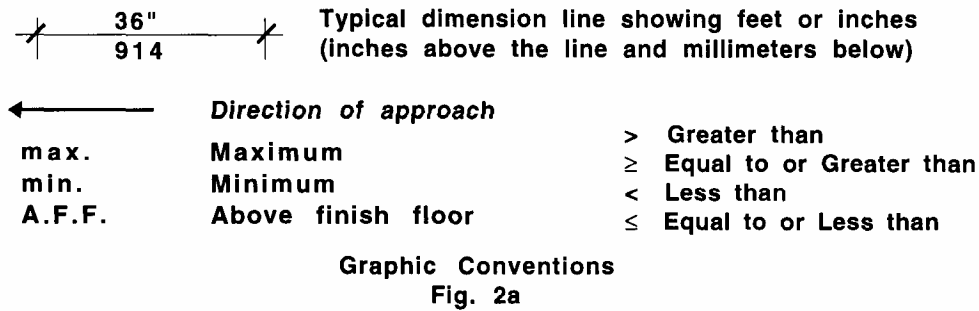 36" Typical dimension line showing feet or inches
914 (inches above the line and millimeters below)
Direction of approach
max. Maximum
min. Minimum
A.F.F. Above finish floor
> Greater than
≥ Equal to or Greater than
< Less than
≤ Equal to or Less than
Graphic Conventions
Fig. 2a